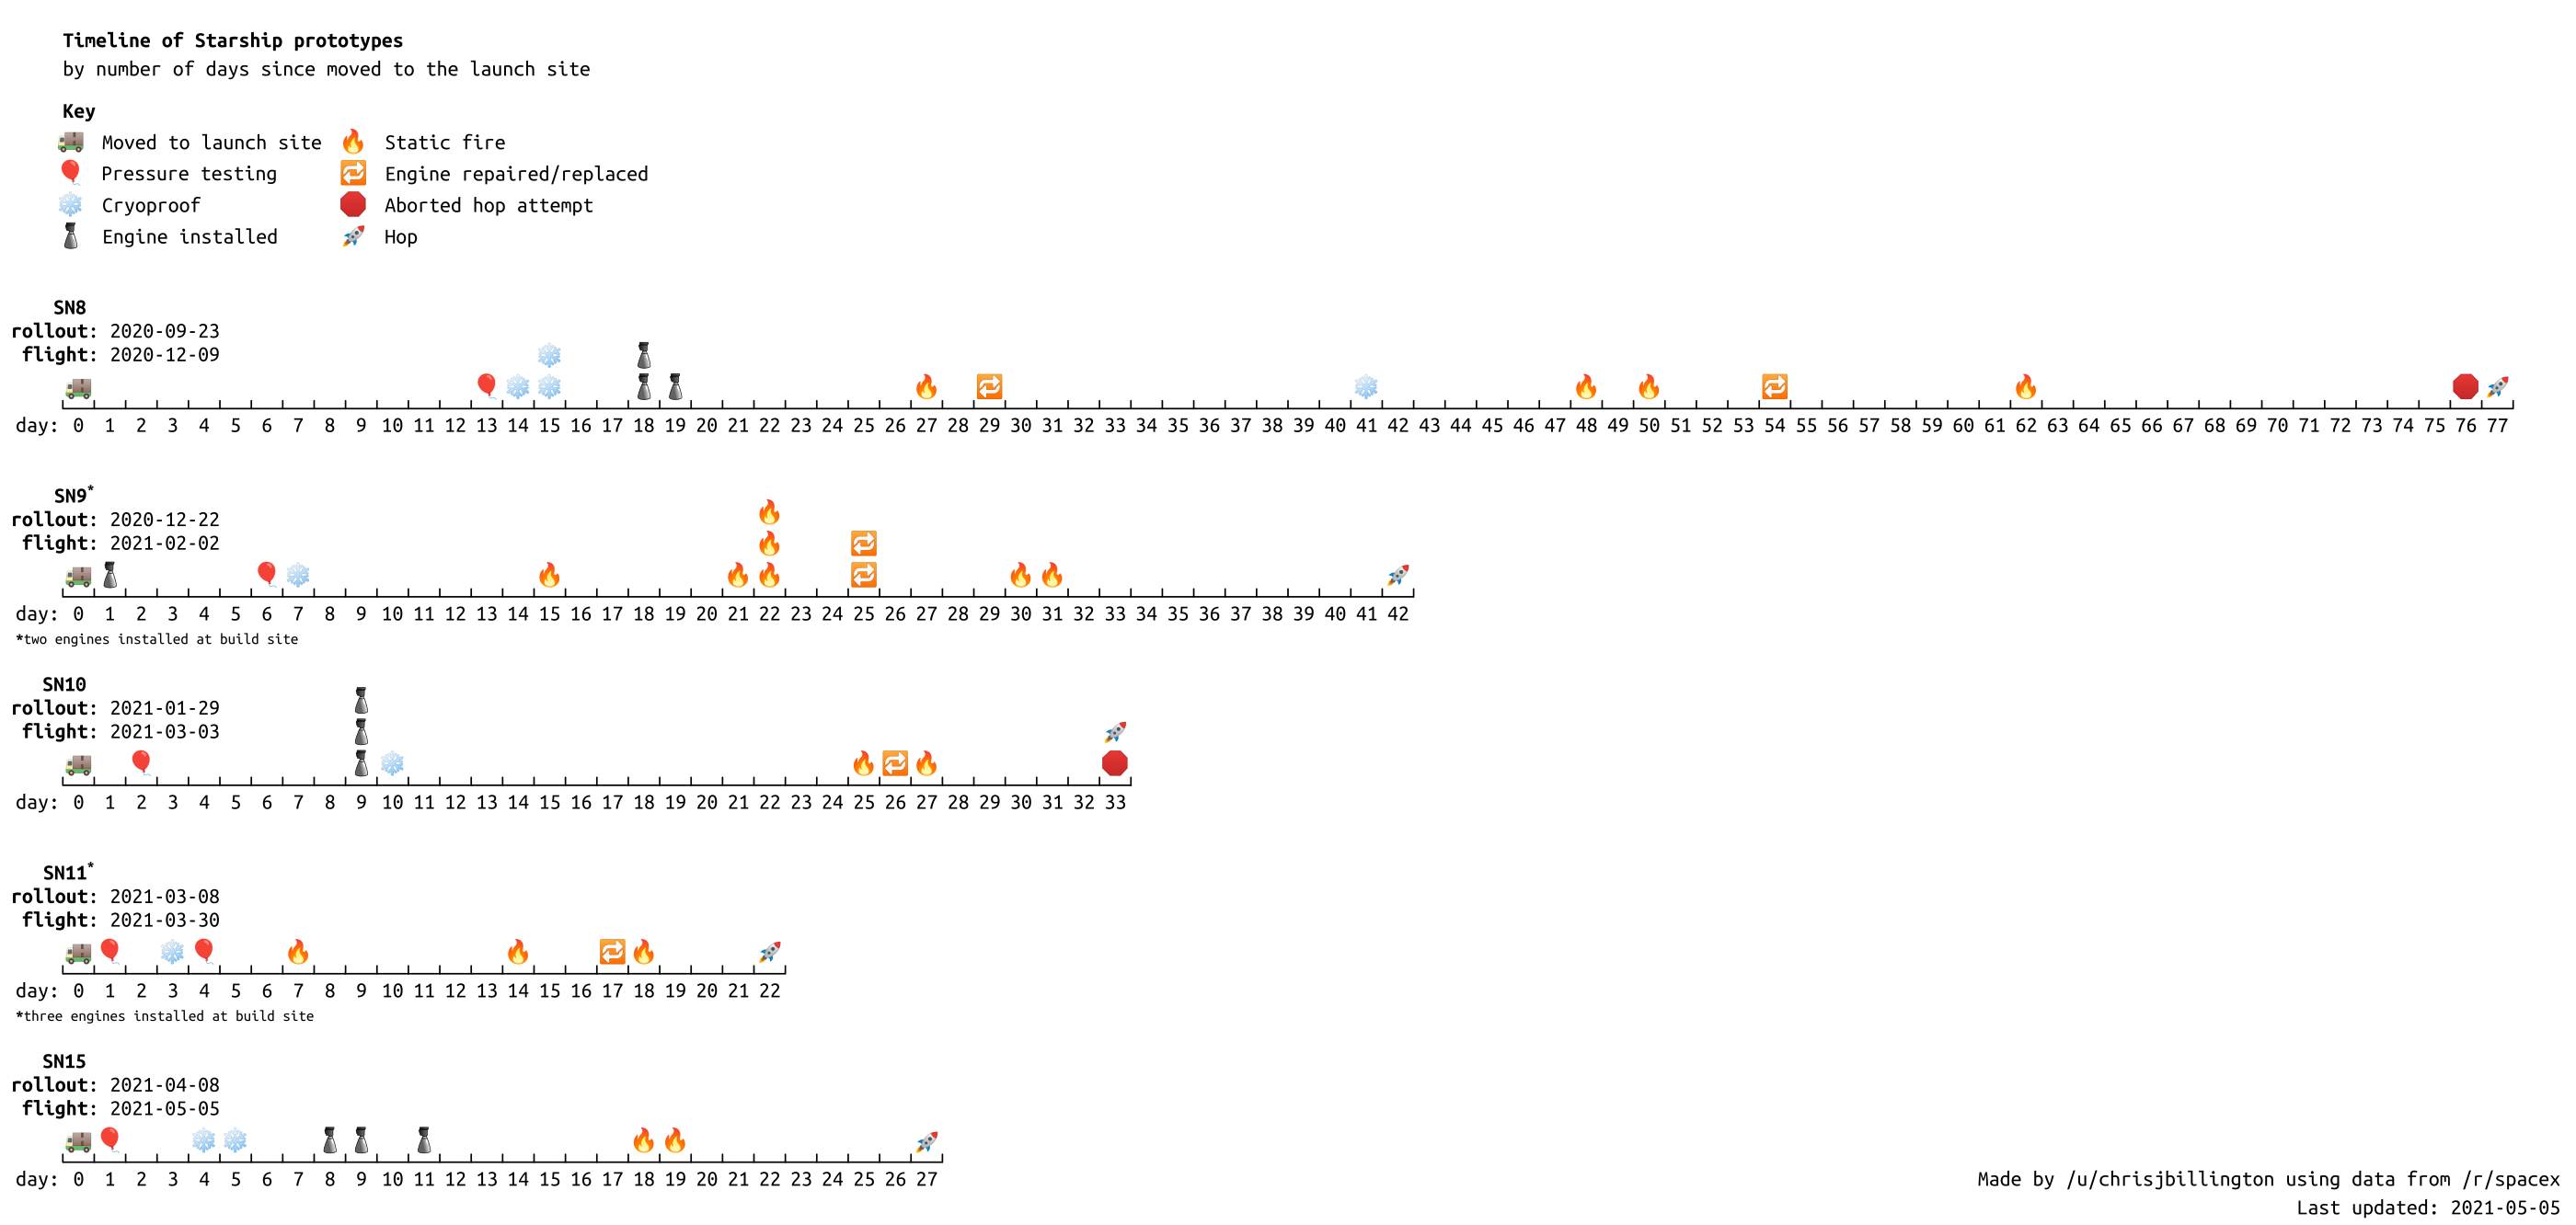 Timeline of Starship prototypes
by number of days since moved to the launch site
Key
Moved to launch site Static fire
Pressure testing Engine repaired/replaced
Cryoproof Aborted hop attempt
Engine installed Hop
SN8
rollout: 2020-09-23
flight: 2020-12-09
day: 0 1 2 3 4 5 6 7 8 9 10 11 12 13 14 15 16 17 18 19 20 21 22 23 24 25 26 27 28 29 30 31 32 33 34 35 36 37 38 39 40 41 42 43 44 45 46 47 48 49 50 51 52 53 54 55 56 57 58 59 60 61 62 63 64 65 66 67 68 69 70 71 72 73 74 75 76 77
SN9*
rollout: 2020-12-22
flight: 2021-02-02
day: 0 1 2 3 4 5 6 7 8 9 10 11 12 13 14 15 16 17 18 19 20 21 22 23 24 25 26 27 28 29 30 31 32 33 34 35 36 37 38 39 40 41 42
*two engines installed at build site
SN10
rollout: 2021-01-29
flight: 2021-03-03
day: 0 1 2 3 4 5 6 7 8 9 10 11 12 13 14 15 16 17 18 19 20 21 22 23 24 25 26 27 28 29 30 31 32 33
SN11*
rollout: 2021-03-08
flight: 2021-03-30
day: 0 1 2 3 4 5 6 7 8 9 10 11 12 13 14 15 16 17 18 19 20 21 22
*three engines installed at build site
SN15
rollout: 2021-04-08
flight: 2021-05-05
day: 0 1 2 3 4 5 6 7 8 9 10 11 12 13 14 15 16 17 18 19 20 21 22 23 24 25 26 27
Made by /u/chrisjbillington using data from /r/spacex
Last updated: 2021-05-05